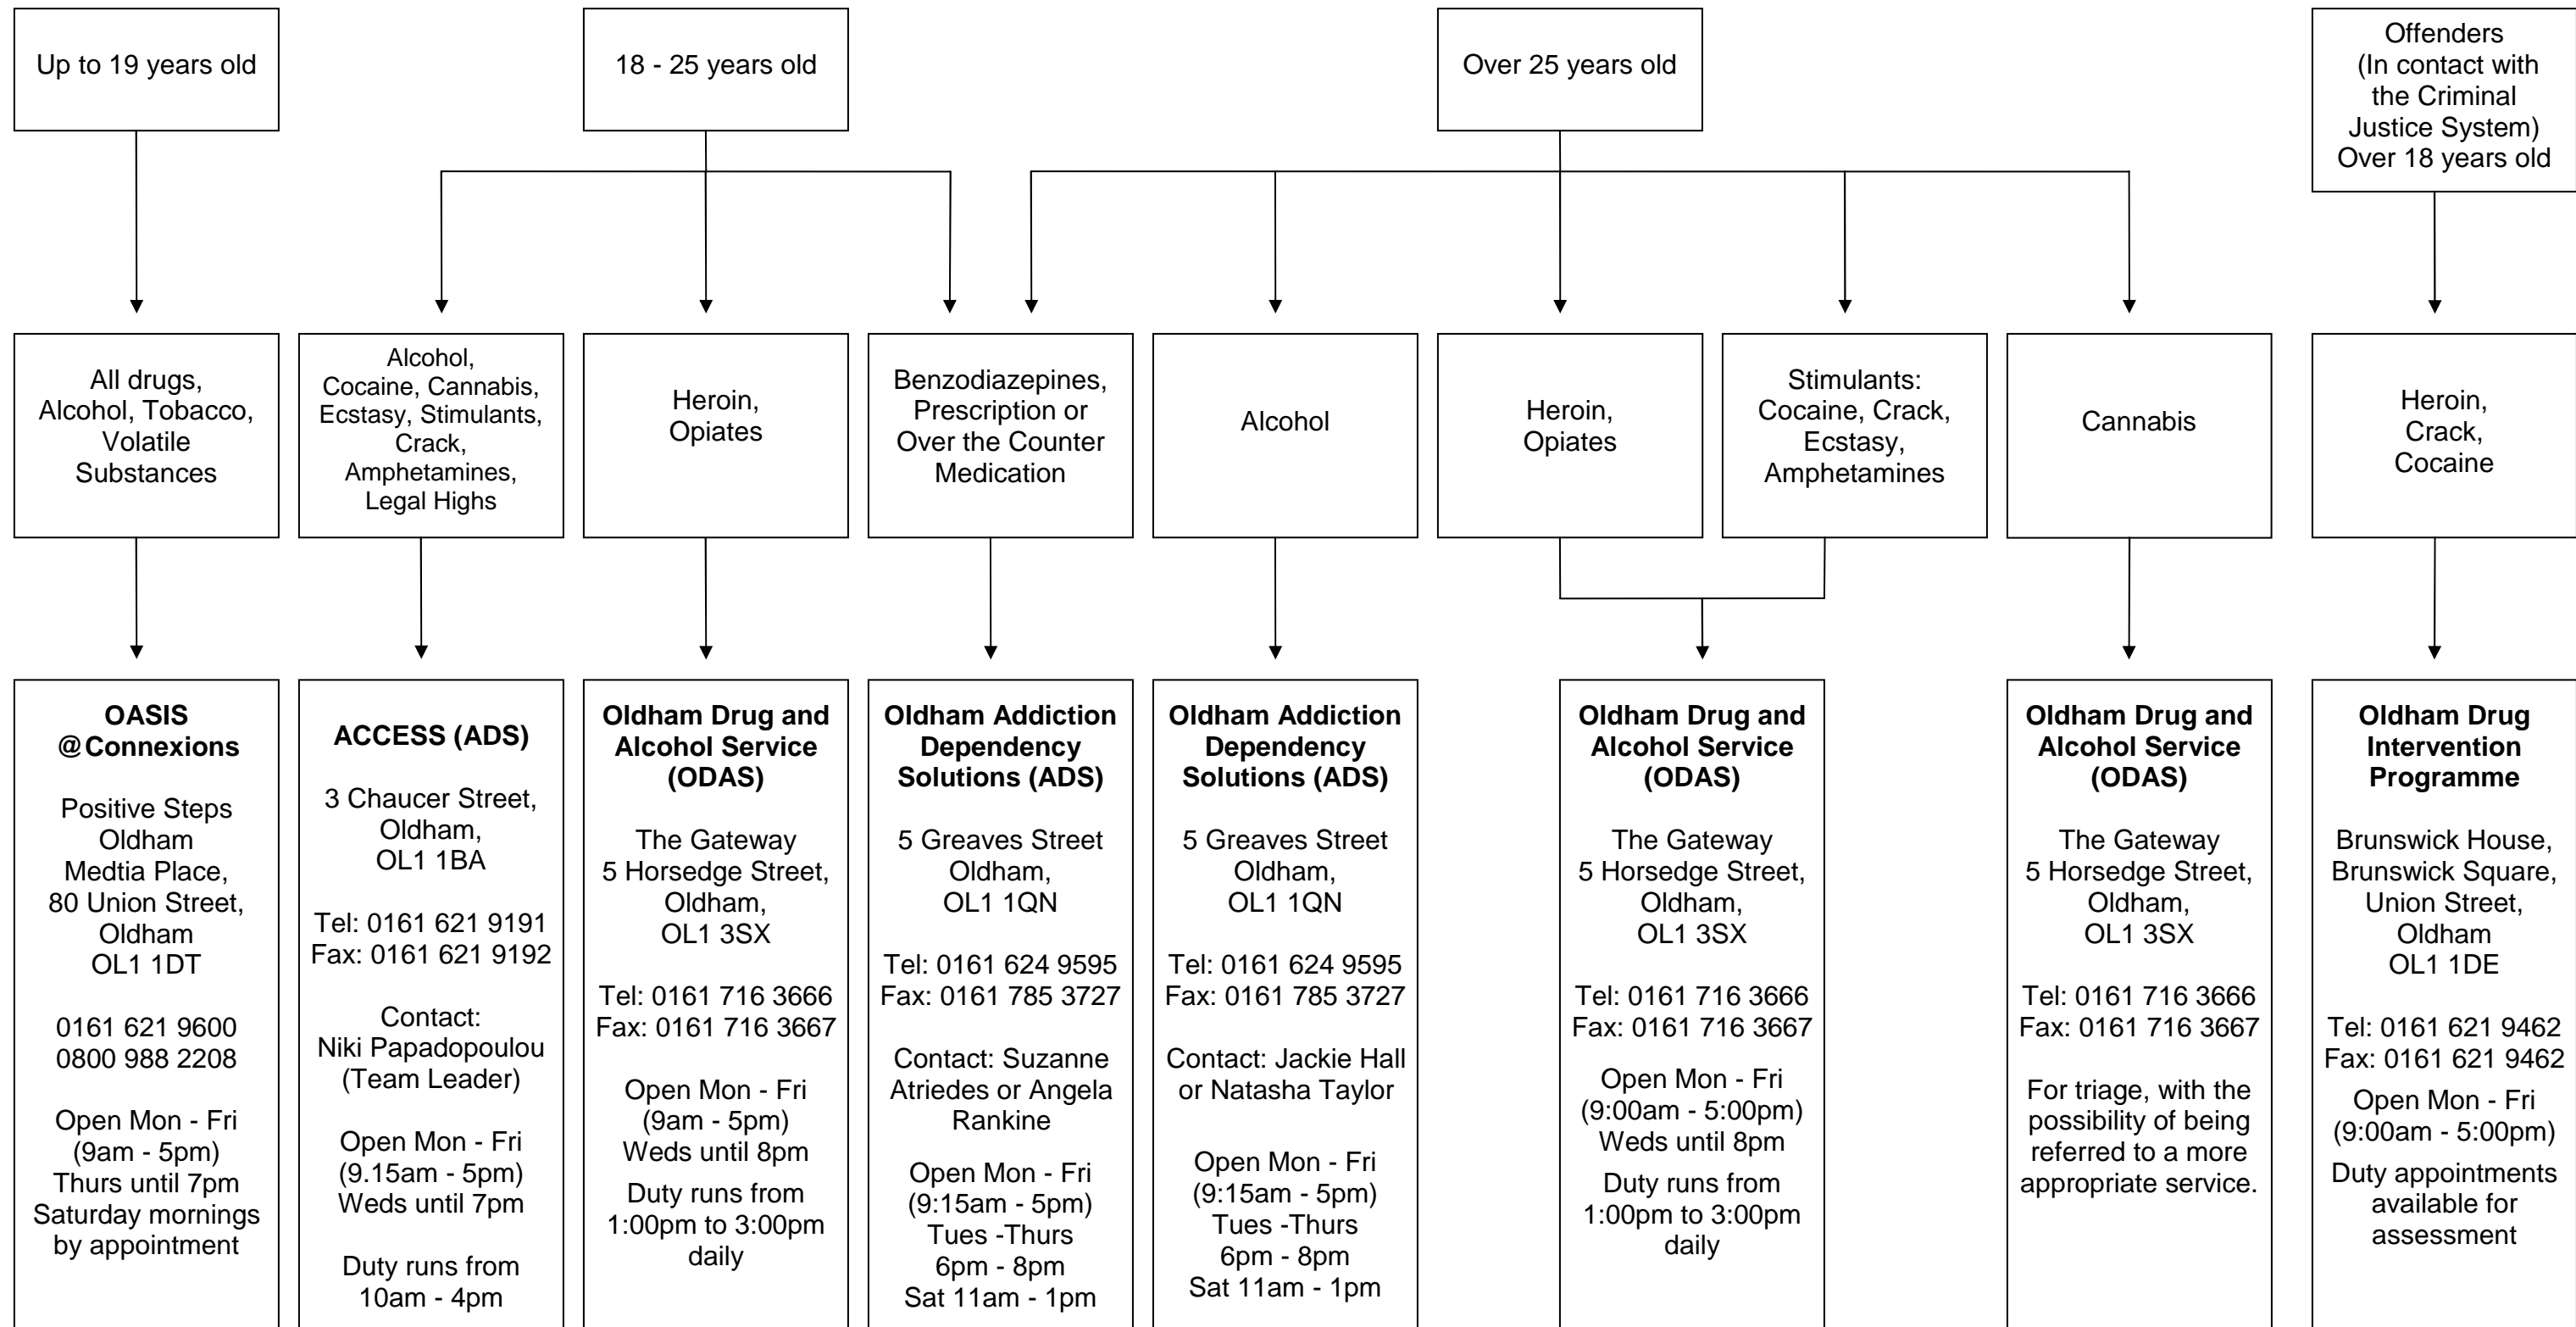 Up to 19 years old
18 - 25 years old
Over 25 years old
Offenders
(In contact with
the Criminal
Justice System)
Over 18 years old
All drugs,
Alcohol, Tobacco,
Volatile
Substances
Alcohol,
Cocaine, Cannabis,
Ecstasy, Stimulants,
Crack,
Amphetamines,
Legal Highs
Heroin,
Opiates
Benzodiazepines,
Prescription or
Over the Counter
Medication
Alcohol
Heroin,
Opiates
Stimulants:
Cocaine, Crack,
Ecstasy,
Amphetamines
Cannabis
Heroin,
Crack,
Cocaine
OASIS
@Connexions
Positive Steps
Oldham
Medtia Place,
80 Union Street,
Oldham
OL1 1DT
0161 621 9600
0800 988 2208
Open Mon - Fri
(9am - 5pm)
Thurs until 7pm
Saturday mornings
by appointment
ACCESS (ADS)
3 Chaucer Street,
Oldham,
OL1 1BA
Tel: 0161 621 9191
Fax: 0161 621 9192
Contact:
Niki Papadopoulou
(Team Leader)
Open Mon - Fri
(9.15am - 5pm)
Weds until 7pm
Duty runs from
10am - 4pm
Oldham Drug and
Alcohol Service
(ODAS)
The Gateway
5 Horsedge Street,
Oldham,
OL1 3SX
Tel: 0161 716 3666
Fax: 0161 716 3667
Open Mon - Fri
(9am - 5pm)
Weds until 8pm
Duty runs from
1:00pm to 3:00pm
daily
Oldham Addiction
Dependency
Solutions (ADS)
5 Greaves Street
Oldham,
OL1 1QN
Tel: 0161 624 9595
Fax: 0161 785 3727
Contact: Suzanne
Atriedes or Angela
Rankine
Open Mon - Fri
(9:15am - 5pm)
Tues -Thurs
6pm - 8pm
Sat 11am - 1pm
Oldham Addiction
Dependency
Solutions (ADS)
5 Greaves Street
Oldham,
OL1 1QN
Tel: 0161 624 9595
Fax: 0161 785 3727
Contact: Jackie Hall
or Natasha Taylor
Open Mon - Fri
(9:15am - 5pm)
Tues -Thurs
6pm - 8pm
Sat 11am - 1pm
Oldham Drug and
Alcohol Service
(ODAS)
The Gateway
5 Horsedge Street,
Oldham,
OL1 3SX
Tel: 0161 716 3666
Fax: 0161 716 3667
Open Mon - Fri
(9:00am - 5:00pm)
Weds until 8pm
Duty runs from
1:00pm to 3:00pm
daily
Oldham Drug and
Alcohol Service
(ODAS)
The Gateway
5 Horsedge Street,
Oldham,
OL1 3SX
Tel: 0161 716 3666
Fax: 0161 716 3667
For triage, with the
possibility of being
referred to a more
appropriate service.
Oldham Drug
Intervention
Programme
Brunswick House,
Brunswick Square,
Union Street,
Oldham
OL1 1DE
Tel: 0161 621 9462
Fax: 0161 621 9462
Open Mon - Fri
(9:00am - 5:00pm)
Duty appointments
available for
assessment